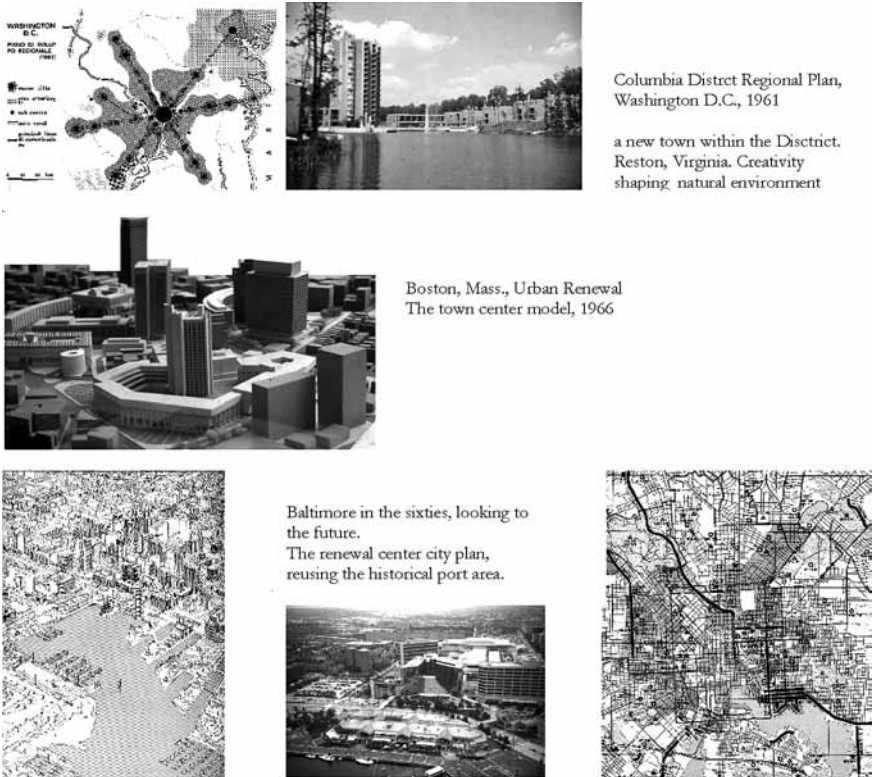 WASHINGTON
D.C.
PIANO DI SVILUP
PO REGIONALE
Columbia Distrct Regional Plan,
Washington D.C., 1961
a new town within the Disctrict.
Reston, Virginia. Creativity
shaping natural environment
Boston, Mass., Urban Renewal
The town center model, 1966
Baltimore in the sixties, looking to
the future.
The renewal center city plan,
reusing the historical port area.